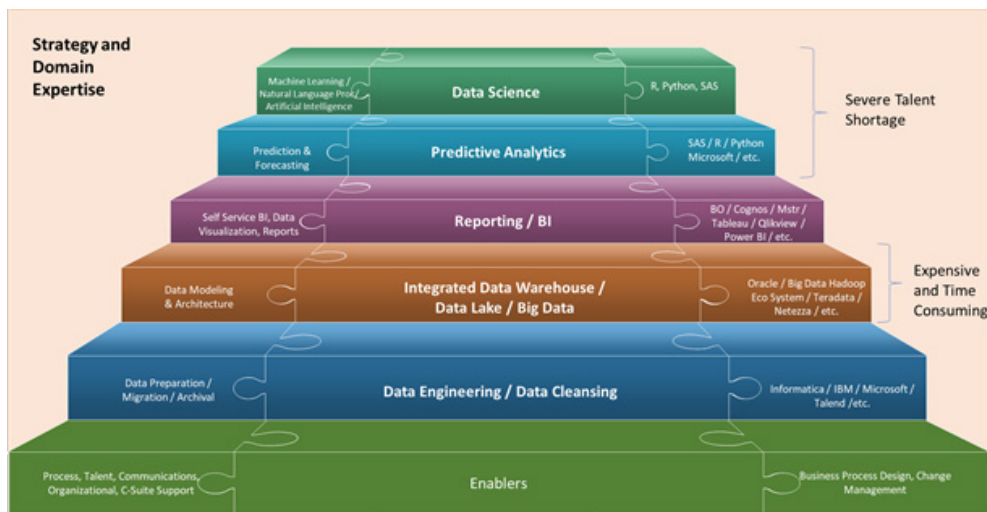 Strategy and
Domain
Expertise
Machine Learning /
Natural Language Proc/
Artificial Intelligence
Data Science
R, Python, SAS
Severe Talent
Shortage
Prediction &
Forecasting
Predictive Analytics
SAS / R / Python
Microsoft / etc.
Self Service BI, Data
Visualization, Reports
Reporting / BI
BO / Cognos / Mstr /
Tableau / Qlikview /
Power BI / etc.
Data Modeling
& Architecture
Integrated Data Warehouse /
Data Lake / Big Data
Oracle / Big Data Hadoop
Eco System / Teradata /
Netezza / etc.
Expensive
and Time
Consuming
Data Preparation /
Migration / Archival
Data Engineering / Data Cleansing
Informatica / IBM / Microsoft /
Talend /etc.
Process, Talent, Communications,
Organizational, C-Suite Support
Enablers
Business Process Design, Change
Management